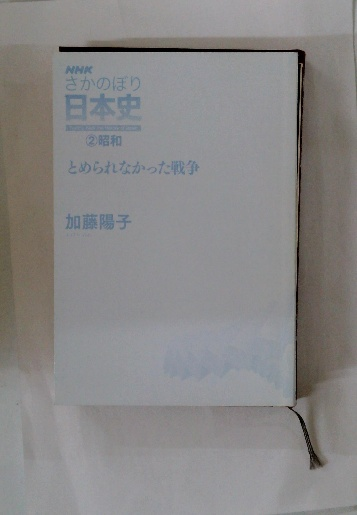 NHK
さかのぼり
日本史
②昭和
とめられなかった戦争
加藤陽子